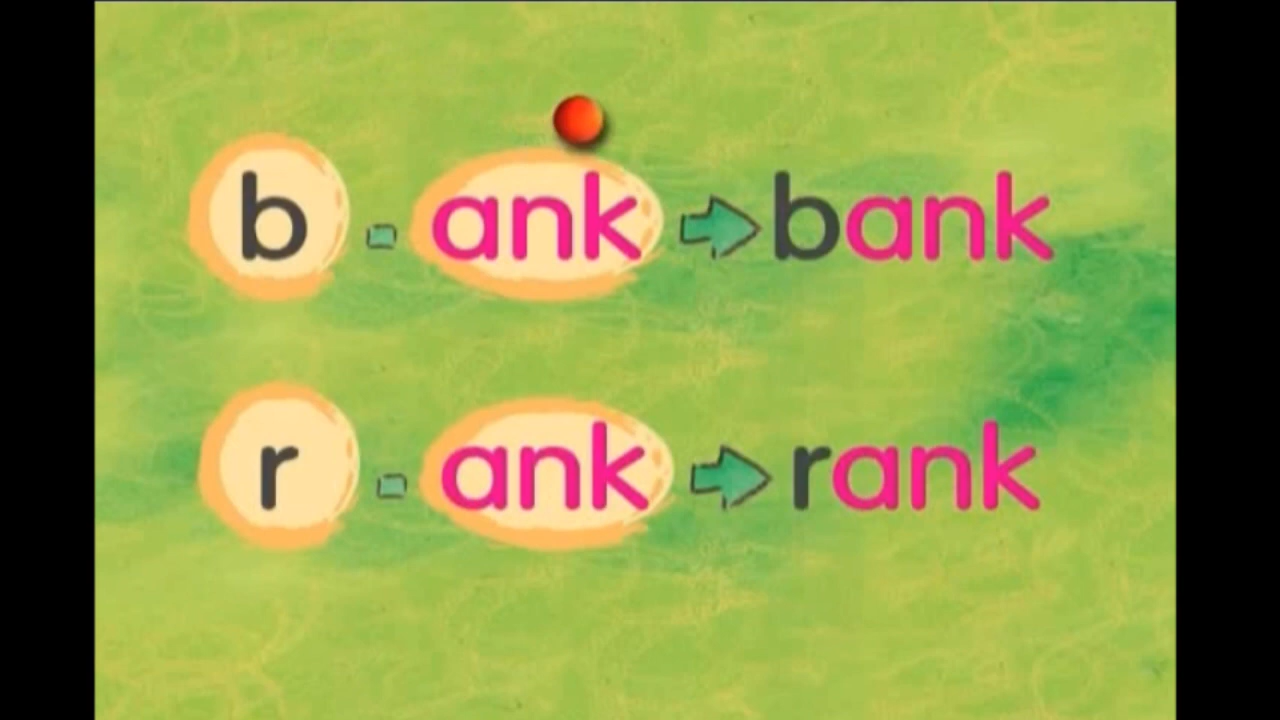 b - ank → bank
r - ank → rank